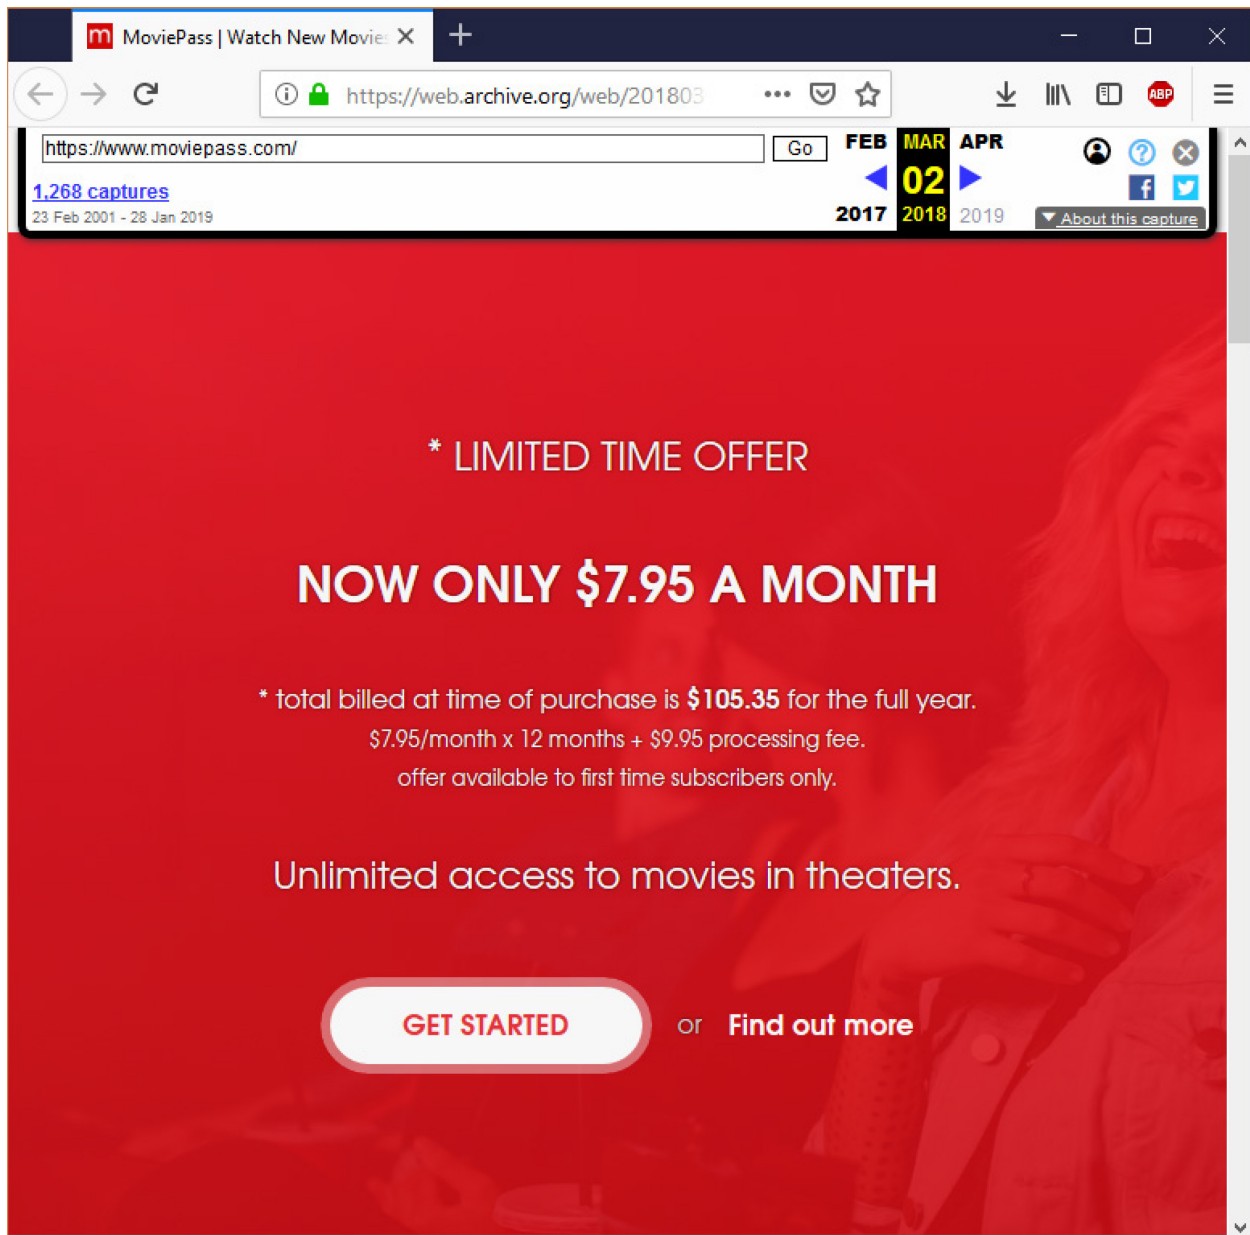 m MoviePass | Watch New Movies
https://web.archive.org/web/201803
ABP
https://www.moviepass.com/ Go FEB MAR APR
1,268 captures 02
23 Feb 2001 - 28 Jan 2019 2017 2018 2019 About this capture
* LIMITED TIME OFFER
NOW ONLY $7.95 A MONTH
* total billed at time of purchase is $105.35 for the full year.
$7.95/month x 12 months + $9.95 processing fee.
offer available to first time subscribers only.
Unlimited access to movies in theaters.
GET STARTED or Find out more